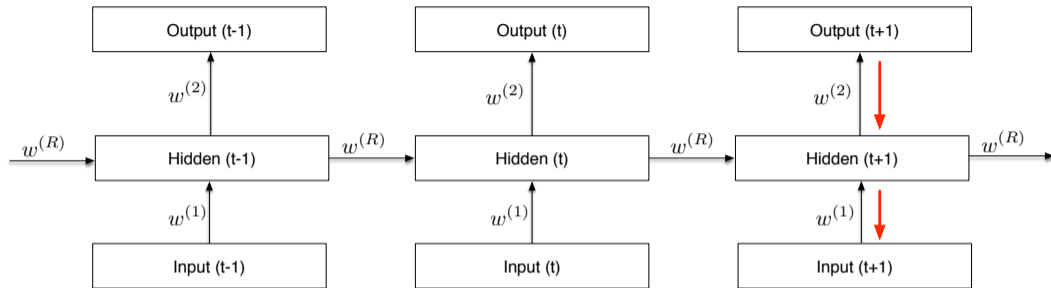 Output (t-1) Output (t) Output (t+1)
w^(2) w^(2) w^(2)
w^(R) w^(R) w^(R) w^(R)
Hidden (t-1) Hidden (t) Hidden (t+1)
w^(1) w^(1) w^(1)
Input (t-1) Input (t) Input (t+1)